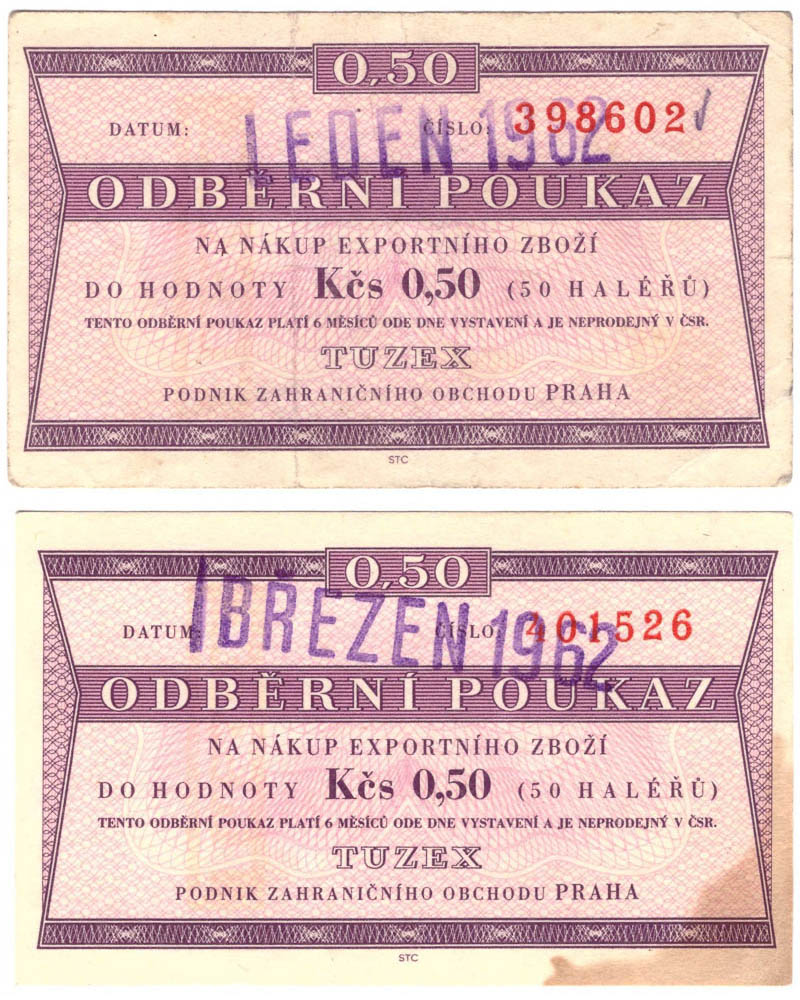 0,50
DATUM: LEDEN 1962 ČÍSLO: 398602
ODBĚRNÍ POUKAZ
NA NÁKUP EXPORTNÍHO ZBOŽÍ
DO HODNOTY Kčs 0,50 (50 HALÉŘŮ)
TENTO ODBĚRNÍ POUKAZ PLATÍ 6 MĚSÍCŮ ODE DNE VYSTAVENÍ A JE NEPRODEJNÝ V ČSR.
TUZEX
PODNIK ZAHRANIČNÍHO OBCHODU PRAHA
STC
0,50
DATUM: BŘEZEN 1962 ČÍSLO: 401526
ODBĚRNÍ POUKAZ
NA NÁKUP EXPORTNÍHO ZBOŽÍ
DO HODNOTY Kčs 0,50 (50 HALÉŘŮ)
TENTO ODBĚRNÍ POUKAZ PLATÍ 6 MĚSÍCŮ ODE DNE VYSTAVENÍ A JE NEPRODEJNÝ V ČSR.
TUZEX
PODNIK ZAHRANIČNÍHO OBCHODU PRAHA
STC